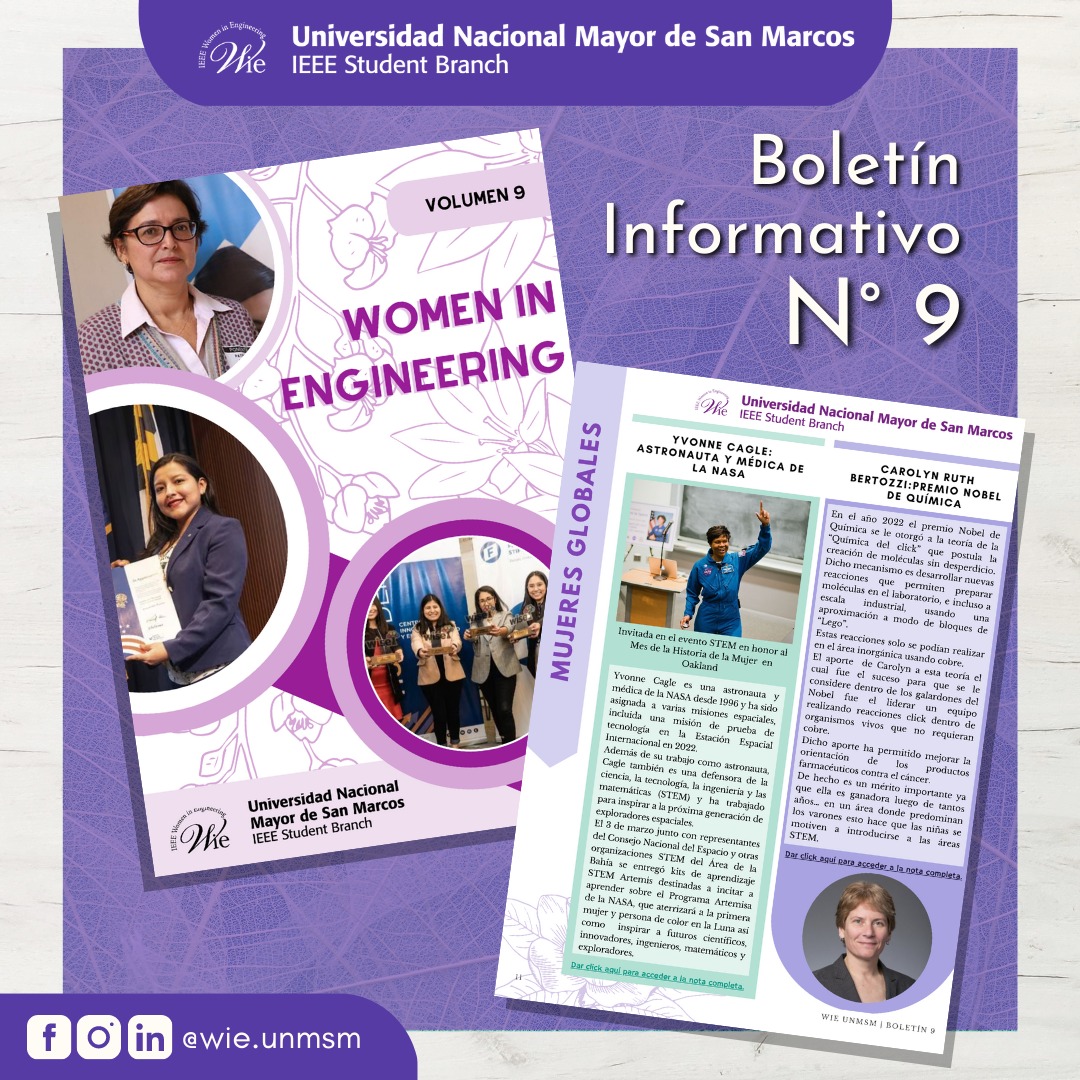 IEEE Women in Engineering
Wie
Universidad Nacional Mayor de San Marcos
IEEE Student Branch
Boletín
Informativo
N° 9
VOLUMEN 9
WOMEN IN
ENGINEERING
IEEE Women in Engineering
Wie
Universidad Nacional
Mayor de San Marcos
IEEE Student Branch
Wie
Universidad Nacional Mayor de San Marcos
IEEE Student Branch
MUJERES GLOBALES
YVONNE CAGLE:
ASTRONAUTA Y MÉDICA DE
LA NASA
Invitada en el evento STEM en honor al
Mes de la Historia de la Mujer en
Oakland
Yvonne Cagle es una astronauta y
médica de la NASA desde 1996 y ha sido
asignada a varias misiones espaciales,
incluida una misión de prueba de
tecnología en la Estación Espacial
Internacional en 2022.
Además de su trabajo como astronauta,
Cagle también es una defensora de la
ciencia, la tecnología, la ingeniería y las
matemáticas (STEM) y ha trabajado
para inspirar a la próxima generación de
exploradores espaciales.
El 3 de marzo junto con representantes
del Consejo Nacional del Espacio y otras
organizaciones STEM del Área de la
Bahía se entregó kits de aprendizaje
STEM Artemis destinadas a incitar a
aprender sobre el Programa Artemisa
de la NASA, que aterrizará a la primera
mujer y persona de color en la Luna así
como inspirar a futuros científicos,
innovadores, ingenieros, matemáticos y
exploradores.
Dar click aquí para acceder a la nota completa.
CAROLYN RUTH
BERTOZZI:PREMIO NOBEL
DE QUÍMICA
En el año 2022 el premio Nobel de
Química se le otorgó a la teoría de la
"Química del click" que postula la
creación de moléculas sin desperdicio.
Dicho mecanismo es desarrollar nuevas
reacciones que permiten preparar
moléculas en el laboratorio, e incluso a
escala industrial, usando una
aproximación a modo de bloques de
"Lego".
Estas reacciones solo se podían realizar
en el área inorgánica usando cobre.
El aporte de Carolyn a esta teoría el
cual fue el suceso para que se le
considere dentro de los galardones del
Nobel fue el liderar un equipo
realizando reacciones click dentro de
organismos vivos que no requieran
cobre.
Dicho aporte ha permitido mejorar la
orientación de los productos
farmacéuticos contra el cáncer.
De hecho es un mérito importante ya
que ella es ganadora luego de tantos
años... en un área donde predominan
los varones esto hace que las niñas se
motiven a introducirse a las áreas
STEM.
Dar click aquí para acceder a la nota completa.
11
WIE UNMSM | BOLETÍN 9
@wie.unmsm